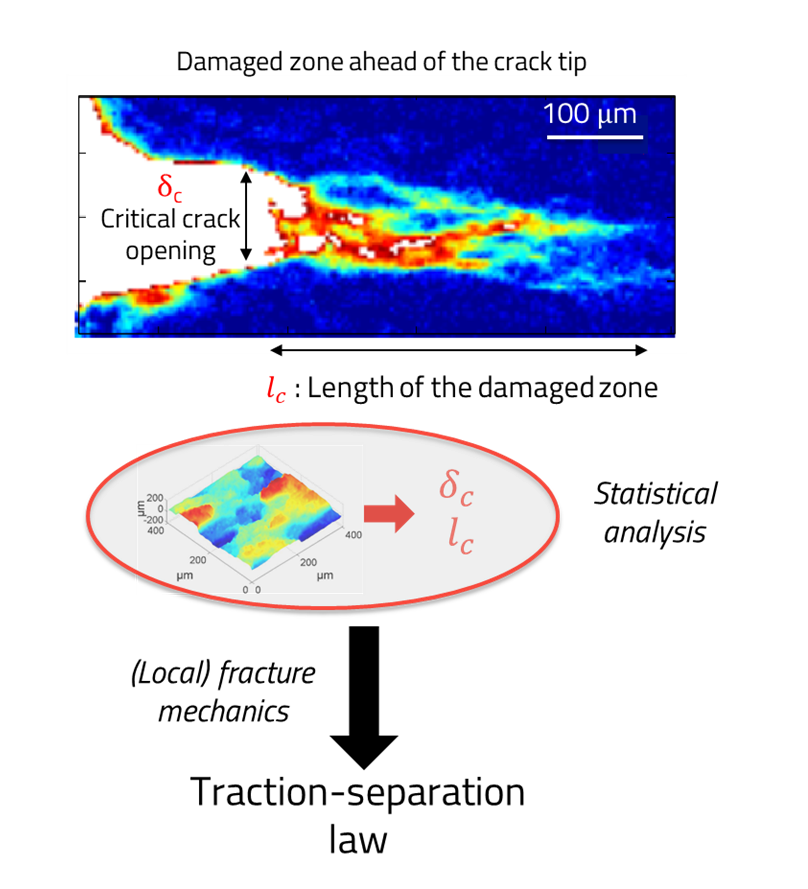 Damaged zone ahead of the crack tip
100 µm
δc
Critical crack
opening
lc : Length of the damaged zone
δc
lc
Statistical
analysis
µm
200
0
-200
400
200
µm
0
0
200
µm
400
(Local) fracture
mechanics
Traction-separation
law